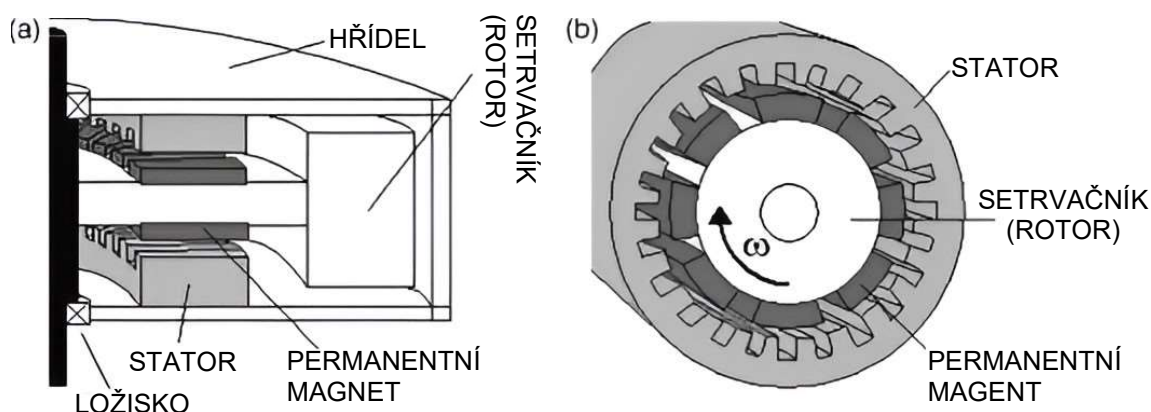 (a)
HŘÍDEL
SETRVAČNÍK
(ROTOR)
STATOR
PERMANENTNÍ
MAGNET
LOŽISKO
(b)
STATOR
SETRVAČNÍK
(ROTOR)
ω
PERMANENTNÍ
MAGENT